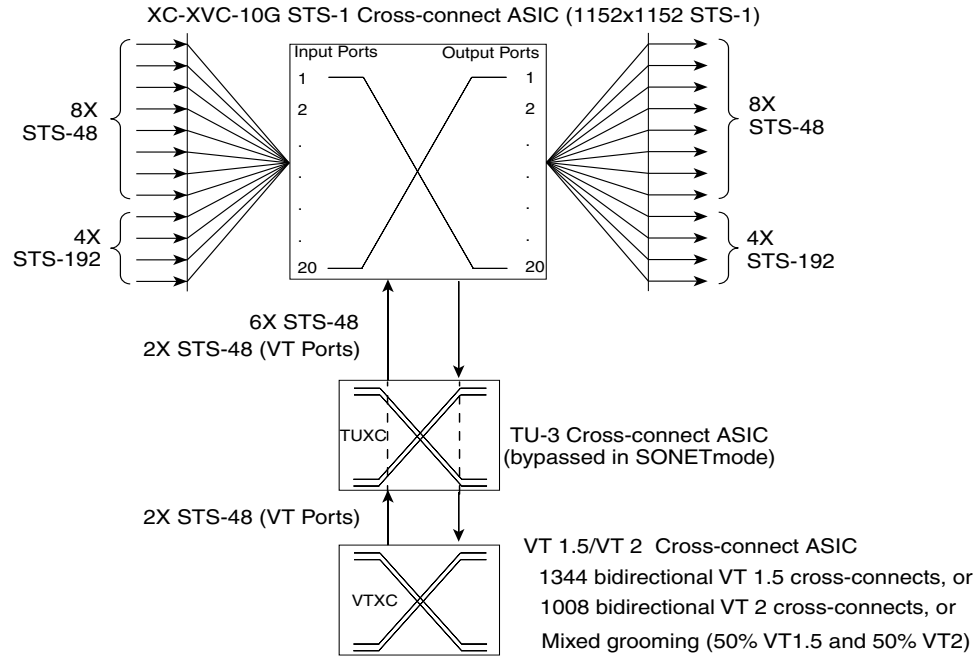 XC-XVC-10G STS-1 Cross-connect ASIC (1152x1152 STS-1)
Input Ports
Output Ports
1
2
.
.
.
.
20
1
2
.
.
.
.
20
8X
STS-48
4X
STS-192
8X
STS-48
4X
STS-192
6X STS-48
2X STS-48 (VT Ports)
TUXC
TU-3 Cross-connect ASIC
(bypassed in SONETmode)
2X STS-48 (VT Ports)
VTXC
VT 1.5/VT 2 Cross-connect ASIC
1344 bidirectional VT 1.5 cross-connects, or
1008 bidirectional VT 2 cross-connects, or
Mixed grooming (50% VT1.5 and 50% VT2)